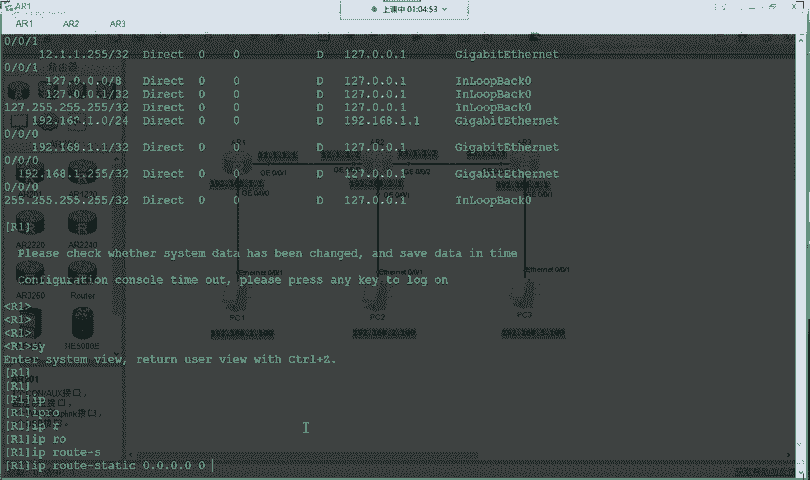 AR1
上课中 01:04:53
AR1 AR2 AR3
0/0/1
12.1.1.255/32 Direct 0 0 D 127.0.0.1 GigabitEthernet
0/0/1
127.0.0.0/8 Direct 0 0 D 127.0.0.1 InLoopBack0
127.0.0.1/32 Direct 0 0 D 127.0.0.1 InLoopBack0
127.255.255.255/32 Direct 0 0 D 127.0.0.1 InLoopBack0
192.168.1.0/24 Direct 0 0 D 192.168.1.1 GigabitEthernet
0/0/0
192.168.1.1/32 Direct 0 0 D 127.0.0.1 GigabitEthernet
0/0/0
192.168.1.255/32 Direct 0 0 D 127.0.0.1 GigabitEthernet
0/0/0
255.255.255.255/32 Direct 0 0 D 127.0.0.1 InLoopBack0
[R1]
Please check whether system data has been changed, and save data in time
Configuration console time out, please press any key to log on
<R1>
<R1>
<R1>
<R1>sy
Enter system view, return user view with Ctrl+Z.
[R1]
[R1]
[R1]ip
[R1]ipro
[R1]ip r
[R1]ip ro
[R1]ip route-s
[R1]ip route-static 0.0.0.0 0
路由器
AR1
GE 0/0/2
GE 0/0/0
AR2220 AR2240
AR3260 Router
Ethernet 0/0/1
Ethernet 0/0/1
Ethernet 0/0/1
PC1
PC2
PC3
AR201